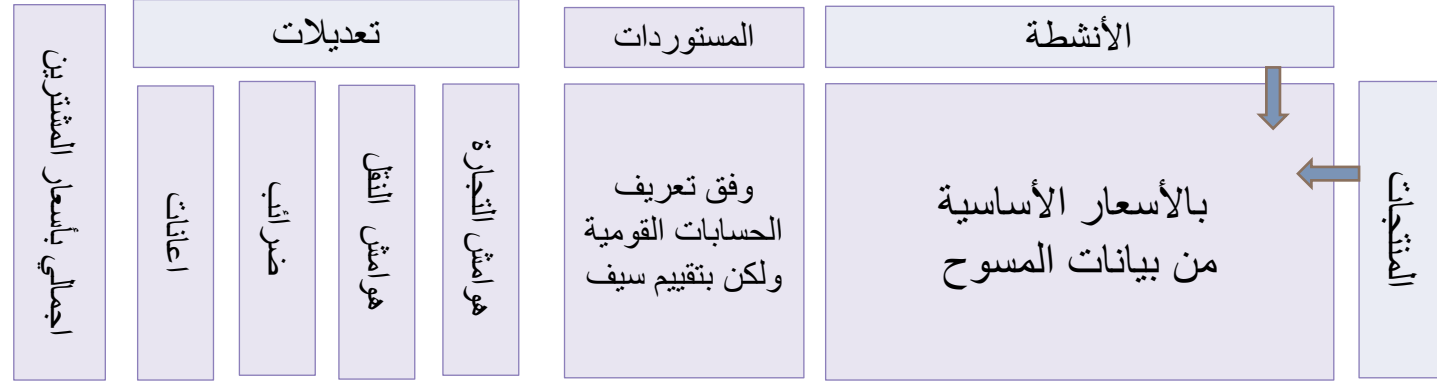 الأنشطة
المستوردات
تعديلات
اجمالي بأسعار المشترين
المنتجات
بالأسعار الأساسية
من بيانات المسوح
وفق تعريف
الحسابات القومية
ولكن بتقييم سيف
هوامش التجارة
هوامش النقل
ضرائب
اعانات